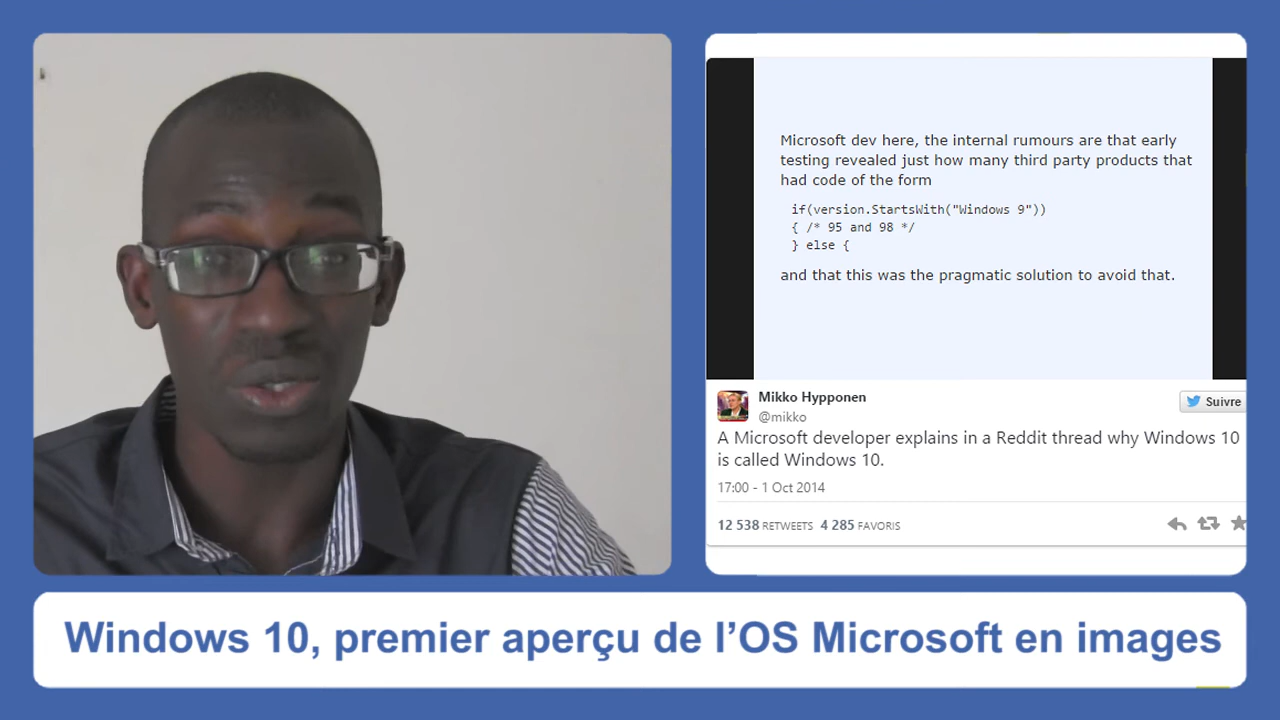 Microsoft dev here, the internal rumours are that early
testing revealed just how many third party products that
had code of the form
if(version.StartsWith("Windows 9"))
{ /* 95 and 98 */
} else {
and that this was the pragmatic solution to avoid that.
Mikko Hypponen
@mikko
Suivre
A Microsoft developer explains in a Reddit thread why Windows 10
is called Windows 10.
17:00 - 1 Oct 2014
12 538 RETWEETS 4 285 FAVORIS
Windows 10, premier aperçu de l’OS Microsoft en images